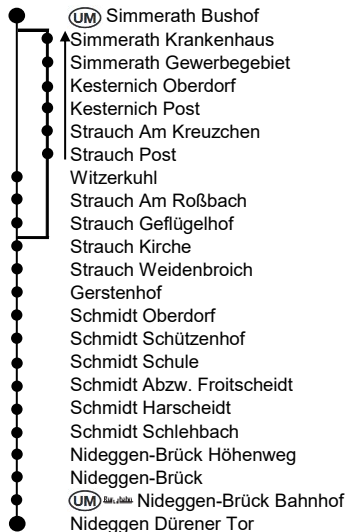 UM Simmerath Bushof
Simmerath Krankenhaus
Simmerath Gewerbegebiet
Kesternich Oberdorf
Kesternich Post
Strauch Am Kreuzchen
Strauch Post
Witzerkuhl
Strauch Am Roßbach
Strauch Geflügelhof
Strauch Kirche
Strauch Weidenbroich
Gerstenhof
Schmidt Oberdorf
Schmidt Schützenhof
Schmidt Schule
Schmidt Abzw. Froitscheidt
Schmidt Harscheidt
Schmidt Schlehbach
Nideggen-Brück Höhenweg
Nideggen-Brück
UM Nideggen-Brück Bahnhof
Nideggen Dürener Tor